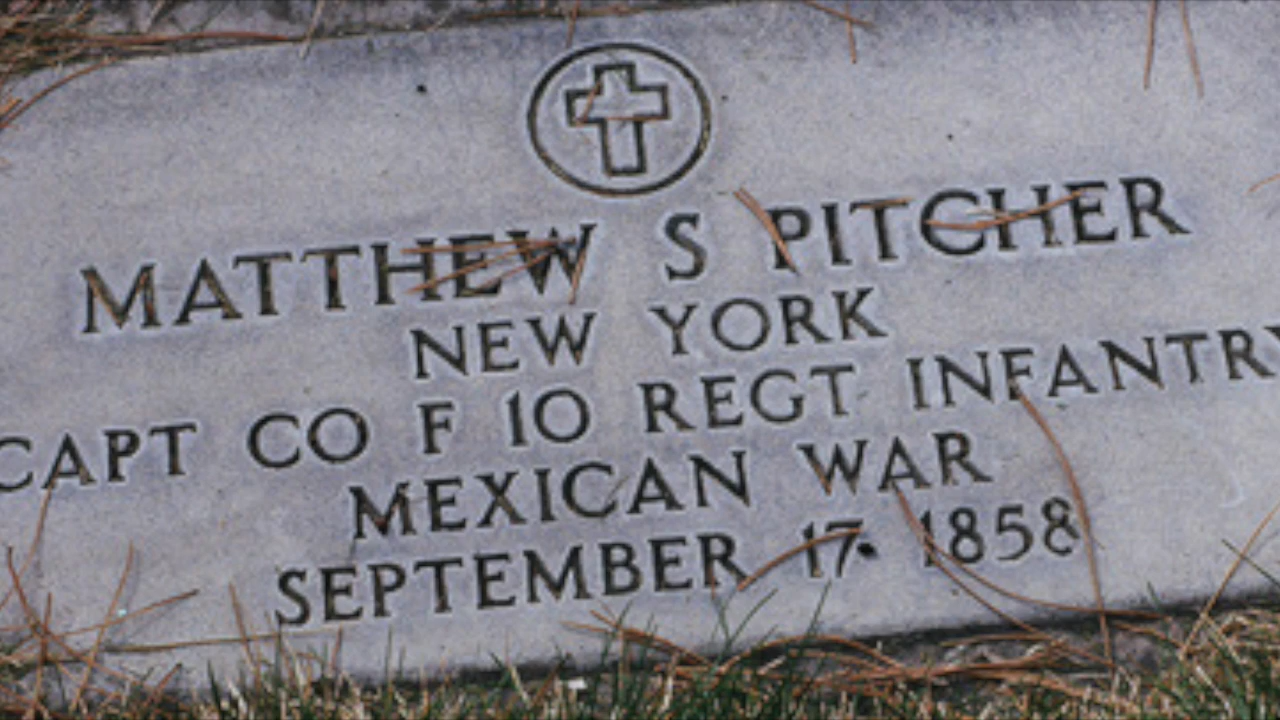 MATTHEW S PITCHER
NEW YORK
CAPT CO F 10 REGT INFANTRY
MEXICAN WAR
SEPTEMBER 17 1858